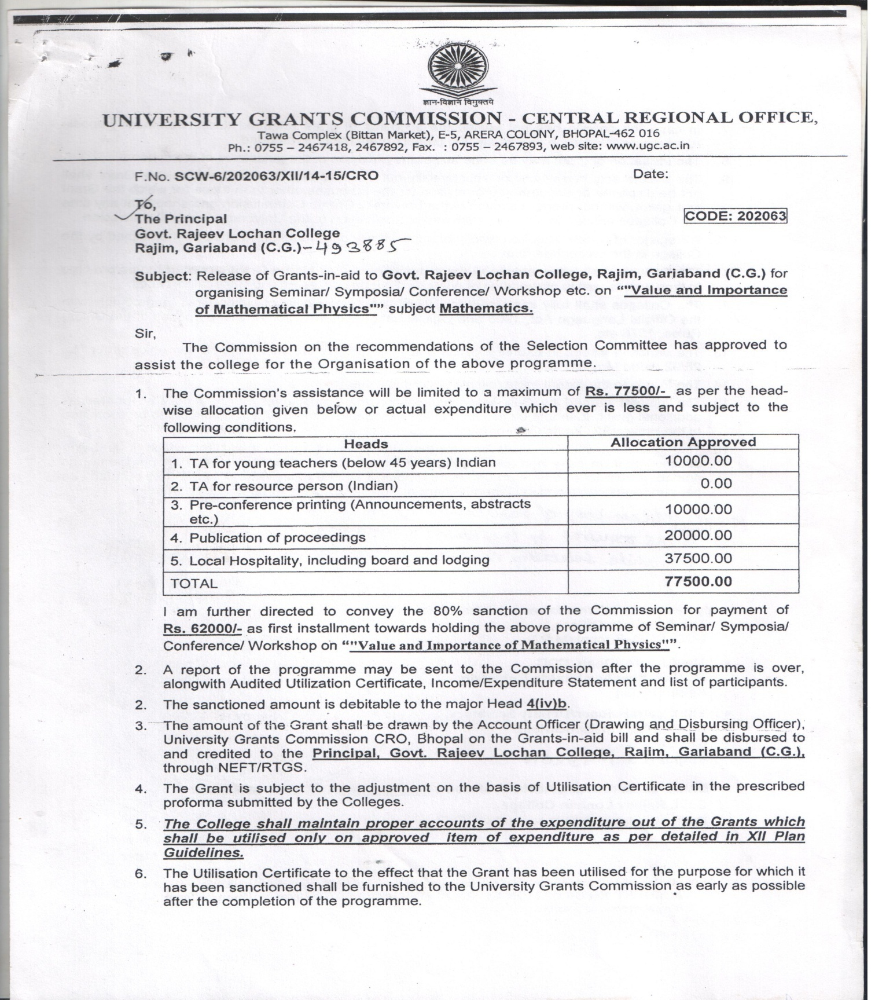 ज्ञान-विज्ञान विमुक्तये
UNIVERSITY GRANTS COMMISSION - CENTRAL REGIONAL OFFICE,
Tawa Complex (Bittan Market), E-5, ARERA COLONY, BHOPAL-462 016
Ph.: 0755 – 2467418, 2467892, Fax. : 0755 – 2467893, web site: www.ugc.ac.in
F.No. SCW-6/202063/XII/14-15/CRO Date:
To,
The Principal CODE: 202063
Govt. Rajeev Lochan College
Rajim, Gariaband (C.G.)-493885
Subject: Release of Grants-in-aid to Govt. Rajeev Lochan College, Rajim, Gariaband (C.G.) for
organising Seminar/ Symposia/ Conference/ Workshop etc. on “"Value and Importance
of Mathematical Physics"” subject Mathematics.
Sir,
The Commission on the recommendations of the Selection Committee has approved to
assist the college for the Organisation of the above programme.
1. The Commission's assistance will be limited to a maximum of Rs. 77500/- as per the head-
wise allocation given below or actual expenditure which ever is less and subject to the
following conditions.
Heads Allocation Approved
1. TA for young teachers (below 45 years) Indian 10000.00
2. TA for resource person (Indian) 0.00
3. Pre-conference printing (Announcements, abstracts
etc.) 10000.00
4. Publication of proceedings 20000.00
5. Local Hospitality, including board and lodging 37500.00
TOTAL 77500.00
I am further directed to convey the 80% sanction of the Commission for payment of
Rs. 62000/- as first installment towards holding the above programme of Seminar/ Symposia/
Conference/ Workshop on “"Value and Importance of Mathematical Physics"”.
2. A report of the programme may be sent to the Commission after the programme is over,
alongwith Audited Utilization Certificate, Income/Expenditure Statement and list of participants.
2. The sanctioned amount is debitable to the major Head 4(iv)b.
3. The amount of the Grant shall be drawn by the Account Officer (Drawing and Disbursing Officer),
University Grants Commission CRO, Bhopal on the Grants-in-aid bill and shall be disbursed to
and credited to the Principal, Govt. Rajeev Lochan College, Rajim, Gariaband (C.G.),
through NEFT/RTGS.
4. The Grant is subject to the adjustment on the basis of Utilisation Certificate in the prescribed
proforma submitted by the Colleges.
5. The College shall maintain proper accounts of the expenditure out of the Grants which
shall be utilised only on approved item of expenditure as per detailed in XII Plan
Guidelines.
6. The Utilisation Certificate to the effect that the Grant has been utilised for the purpose for which it
has been sanctioned shall be furnished to the University Grants Commission as early as possible
after the completion of the programme.